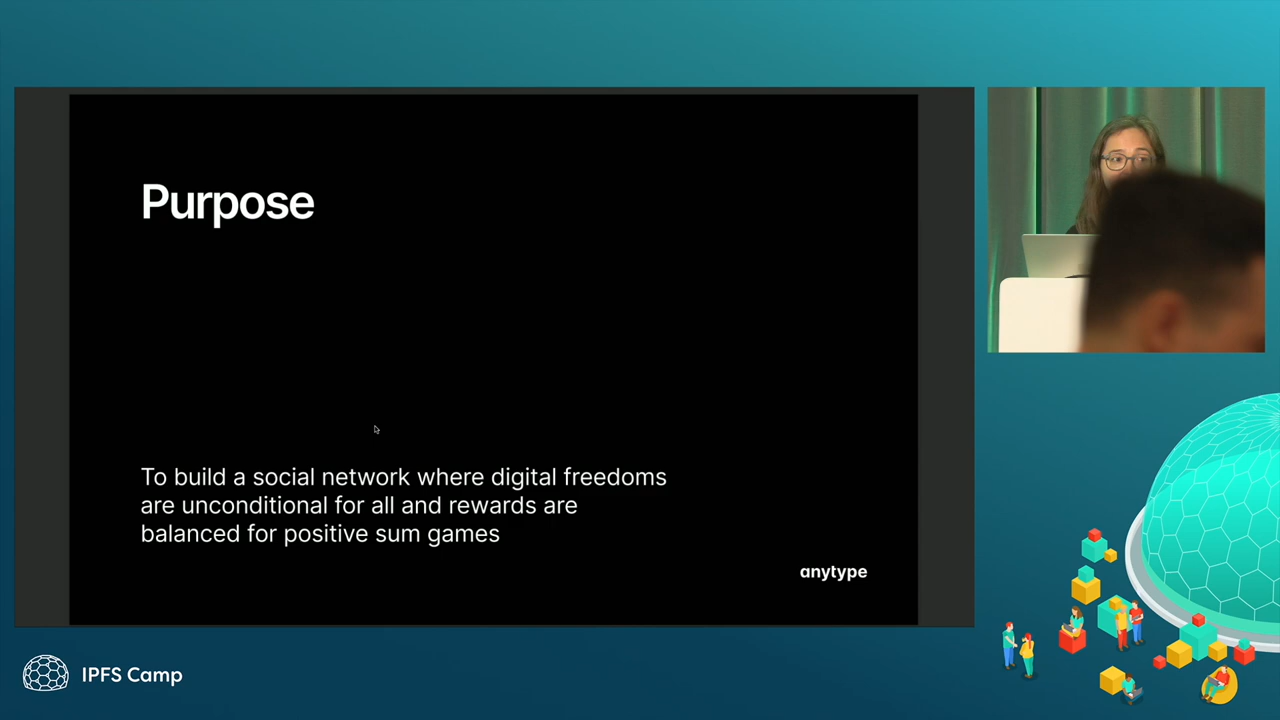 Purpose
To build a social network where digital freedoms
are unconditional for all and rewards are
balanced for positive sum games
anytype
IPFS Camp